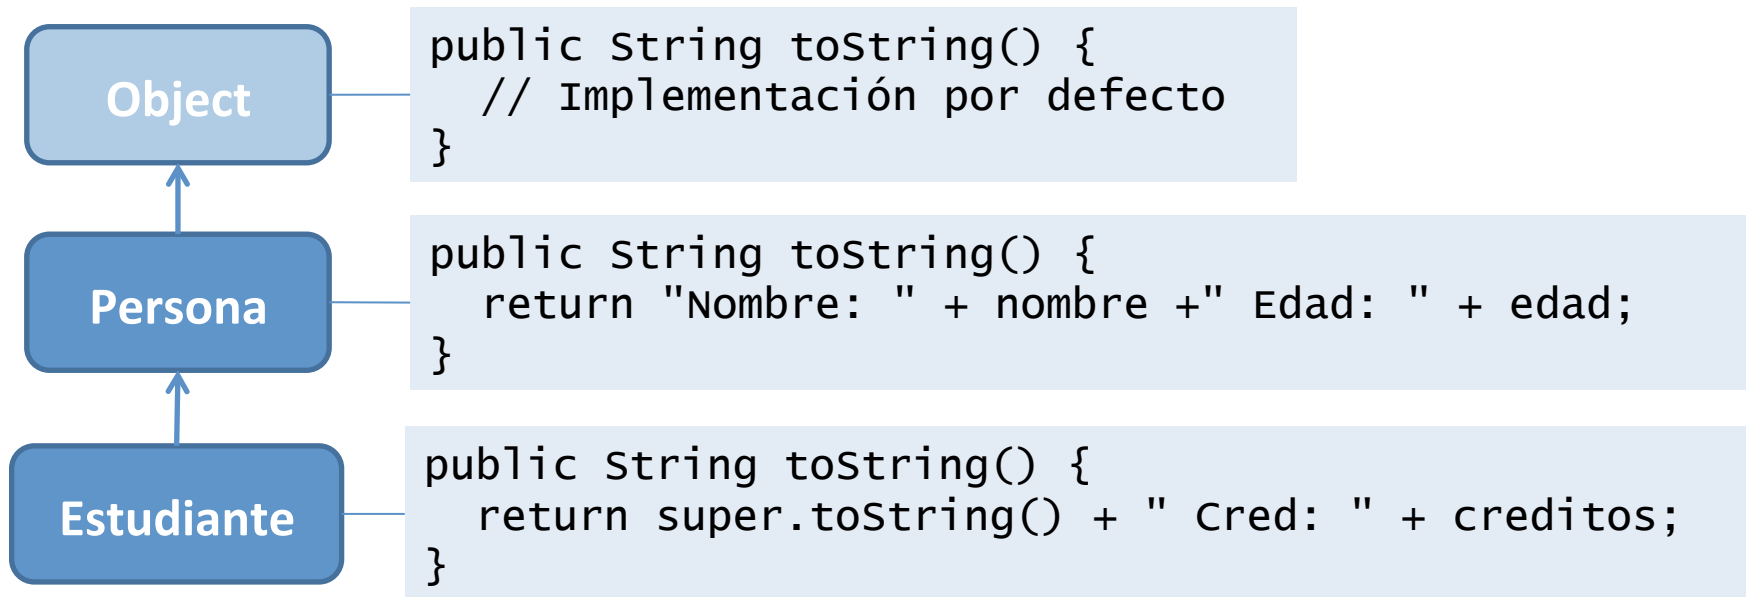 Object
public String toString() {
// Implementación por defecto
}
Persona
public String toString() {
return "Nombre: " + nombre +" Edad: " + edad;
}
Estudiante
public String toString() {
return super.toString() + " Cred: " + creditos;
}